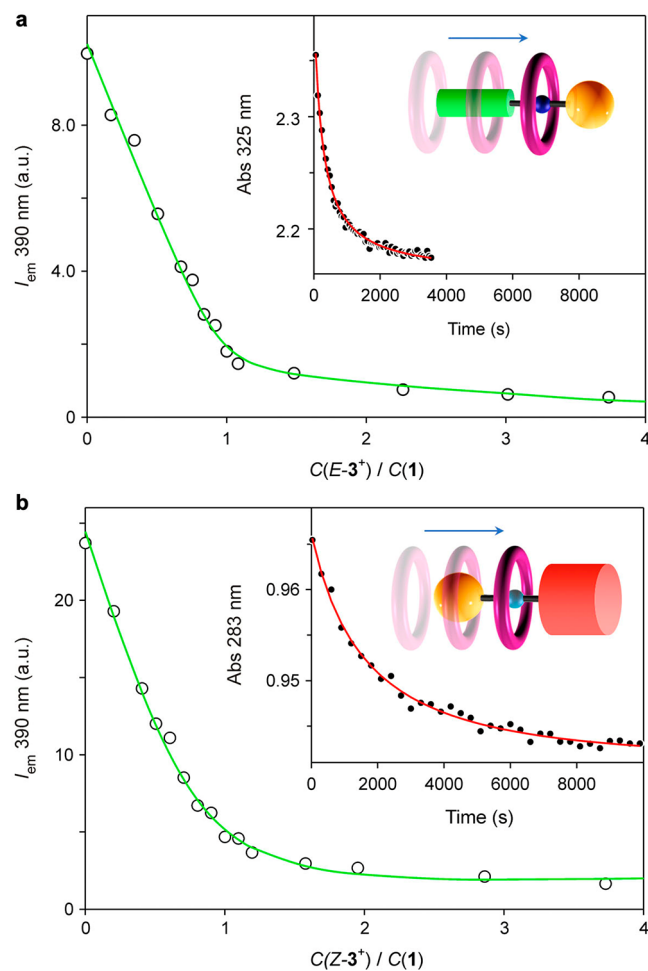 a
I em 390 nm (a.u.)
8.0
4.0
0
0 1 2 3 4
C(E-3+) / C(1)
Abs 325 nm
2.3
2.2
0 2000 4000 6000 8000
Time (s)
b
I em 390 nm (a.u.)
20
10
0
0 1 2 3 4
C(Z-3+) / C(1)
Abs 283 nm
0.96
0.95
0 2000 4000 6000 8000
Time (s)